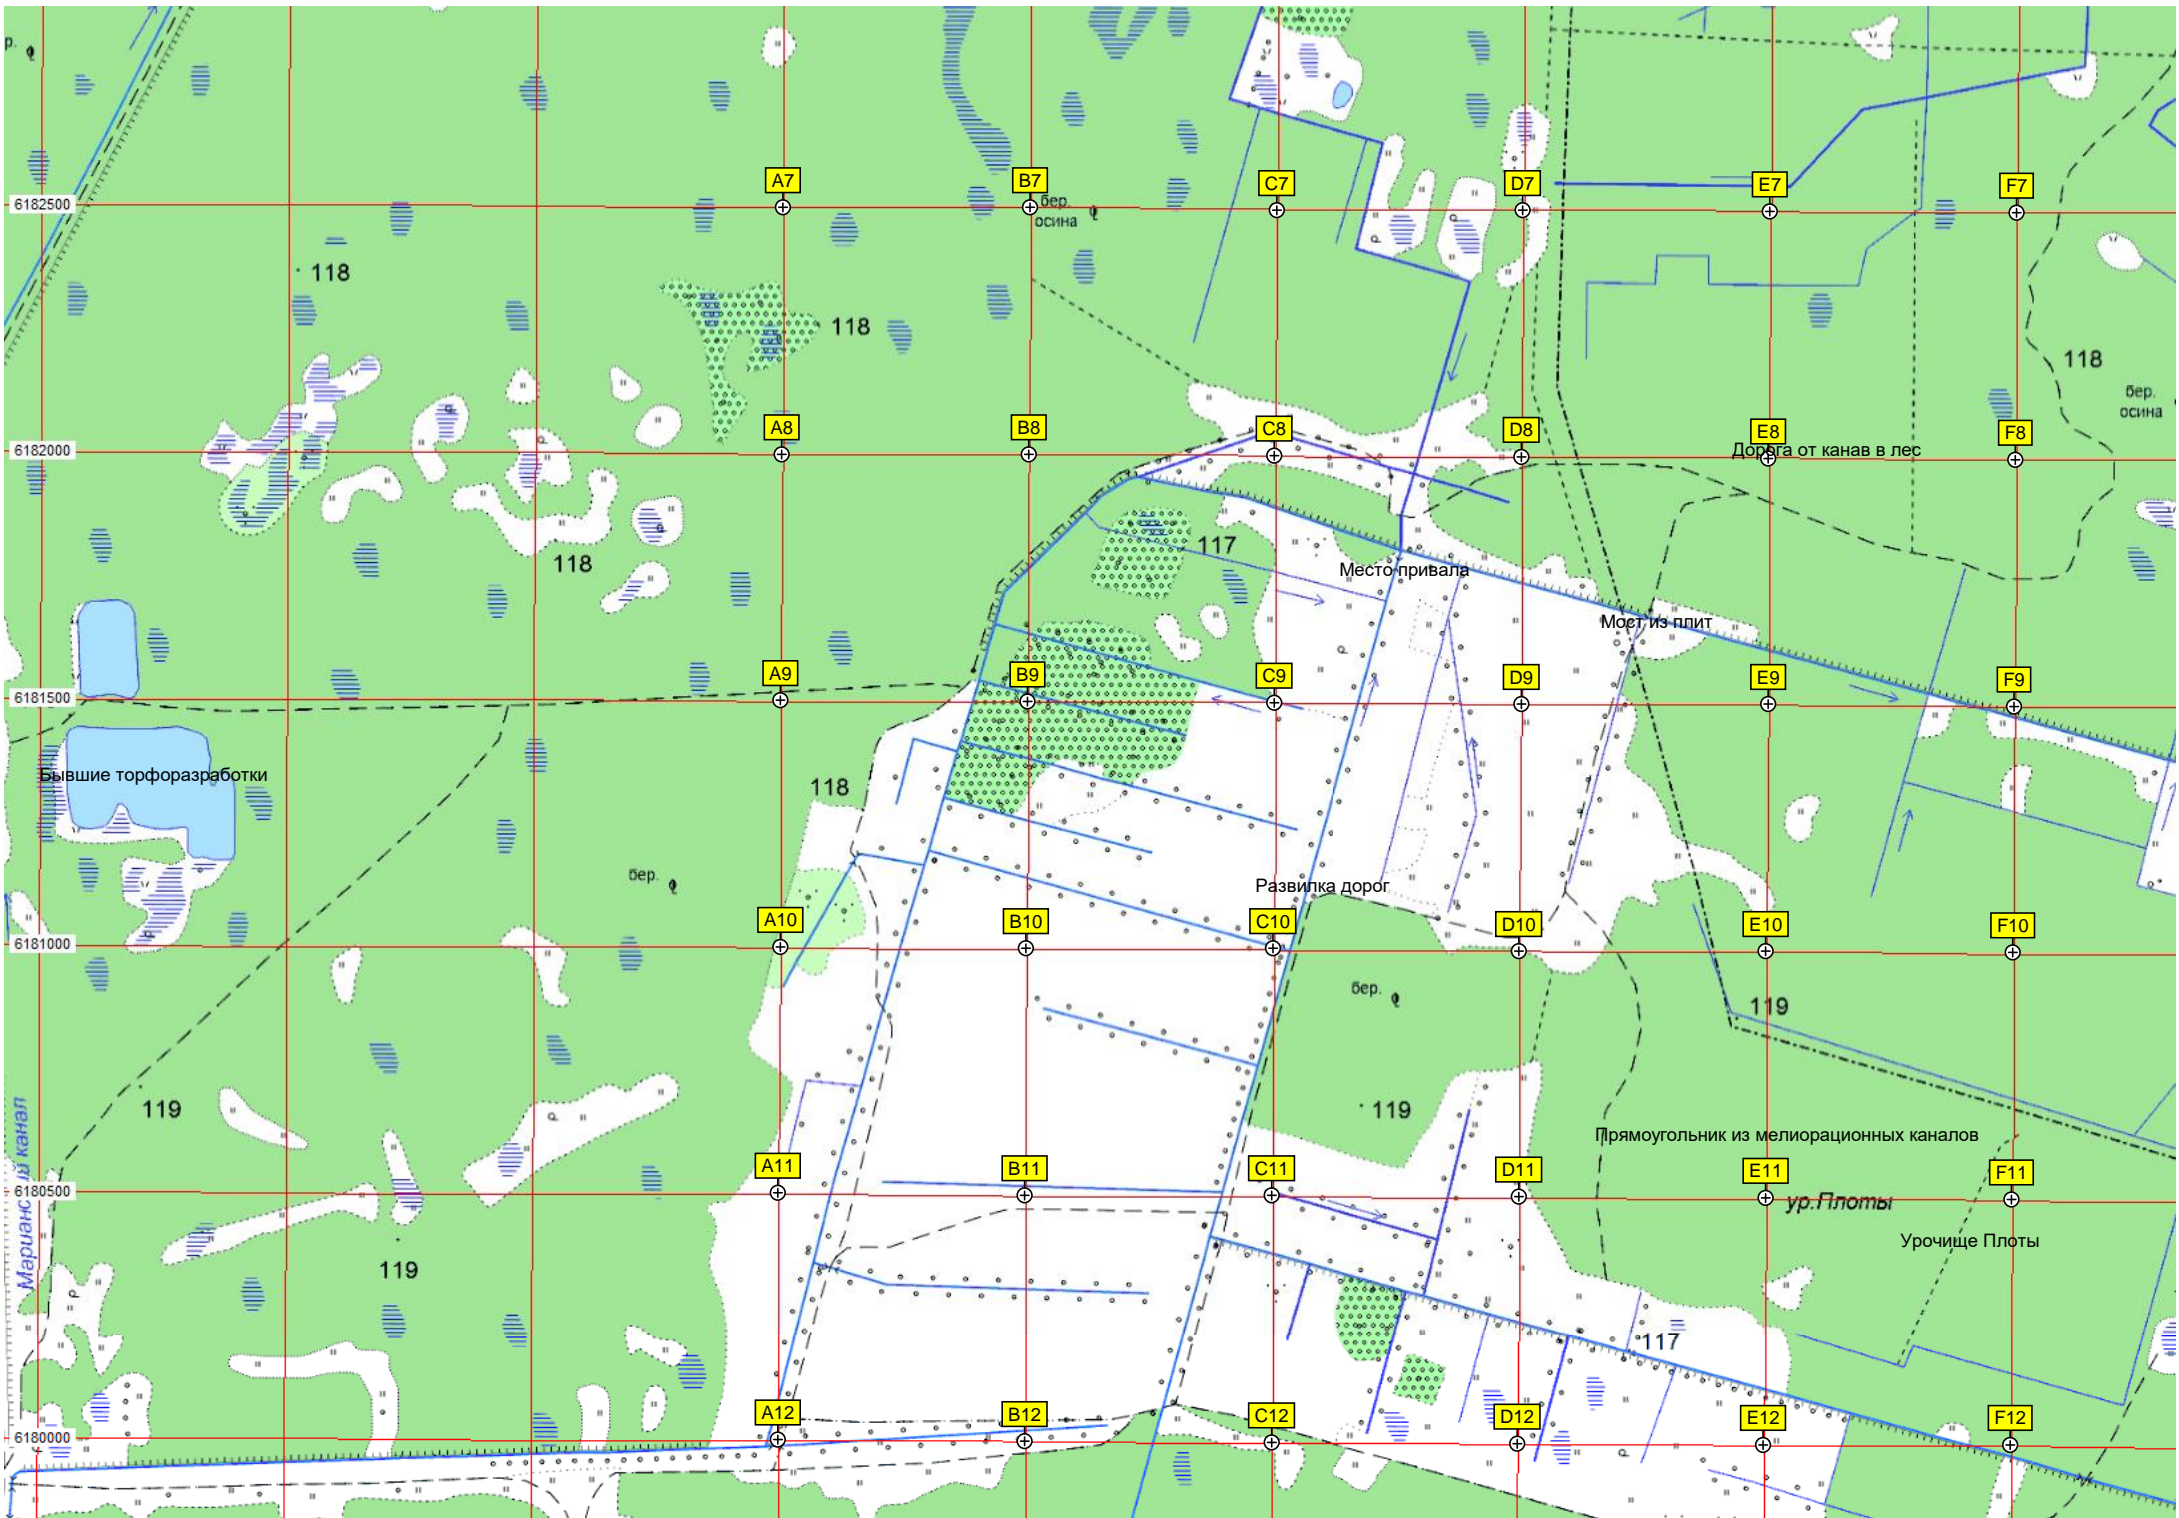 р.
A7
B7
C7
D7
E7
F7
6182500
бер.
осина
118
118
118
бер.
осина
A8
B8
C8
D8
E8
F8
6182000
Дорога от канав в лес
117
118
Место привала
Мост из плит
A9
B9
C9
D9
E9
F9
6181500
Бывшие торфоразработки
118
бер.
Развилка дорог
A10
B10
C10
D10
E10
F10
6181000
бер.
119
119
119
Прямоугольник из мелиорационных каналов
Мариинский канал
A11
B11
C11
D11
E11
F11
6180500
ур.Плоты
Урочище Плоты
119
117
A12
B12
C12
D12
E12
F12
6180000